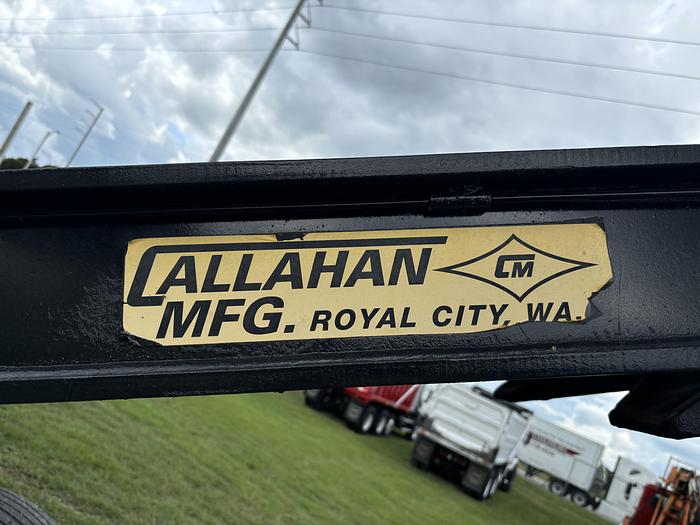 CALLAHAN
CM
MFG. ROYAL CITY, WA.